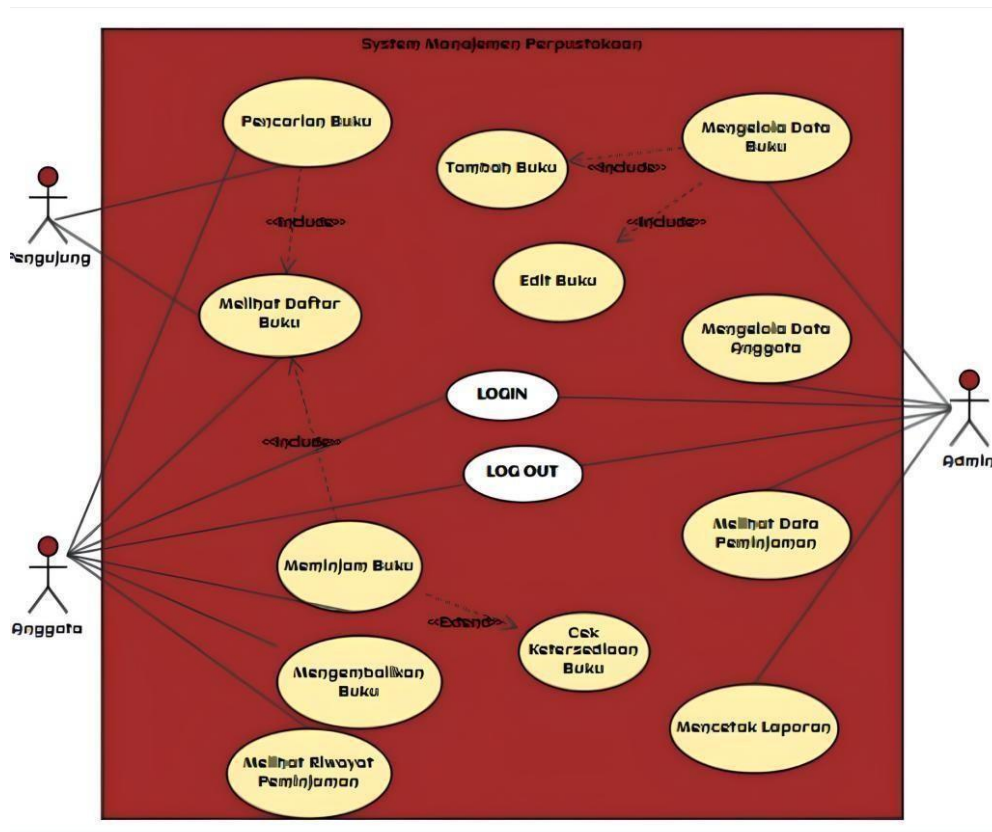 System Manajemen Perpustakaan
Pencarian Buku
Mengelola Data
Buku
Tambah Buku
<<Include>>
<<Include>>
<<Include>>
Pengujung
Edit Buku
Melihat Daftar
Buku
Mengelola Data
Anggota
LOGIN
<<Include>>
Admin
LOG OUT
Melihat Data
Peminjaman
Meminjam Buku
Anggota
<<Extend>>
Cek
Ketersediaan
Buku
Mengembalikan
Buku
Mencetak Laporan
Melihat Riwayat
Peminjaman